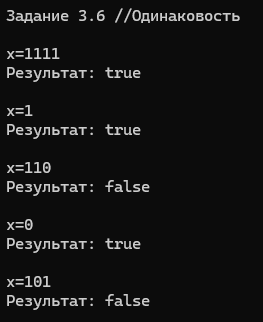 Задание 3.6 //Одинаковость
x=1111
Результат: true
x=1
Результат: true
x=110
Результат: false
x=0
Результат: true
x=101
Результат: false